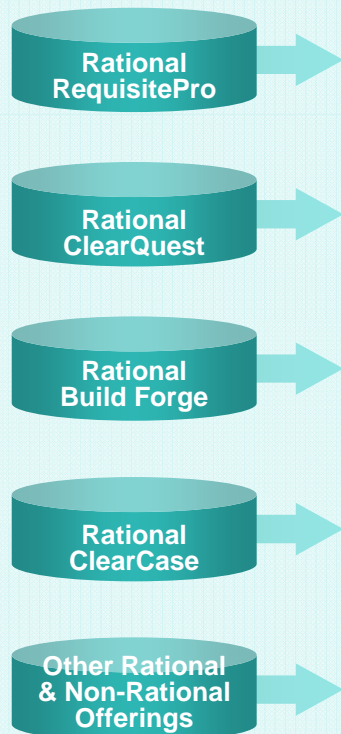 Rational
RequisitePro
Rational
ClearQuest
Rational
Build Forge
Rational
ClearCase
Other Rational
& Non-Rational
Offerings